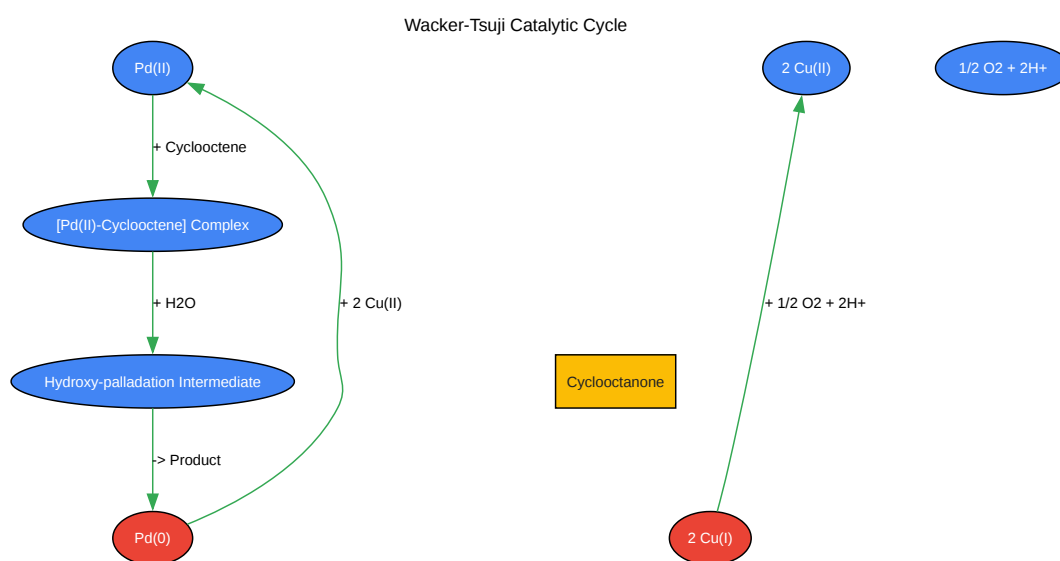 Wacker-Tsuji Catalytic Cycle
Pd(II)
2 Cu(II)
1/2 O2 + 2H+
+ Cyclooctene
[Pd(II)-Cyclooctene] Complex
+ H2O
+ 2 Cu(II)
+ 1/2 O2 + 2H+
Hydroxy-palladation Intermediate
Cyclooctanone
-> Product
Pd(0)
2 Cu(I)